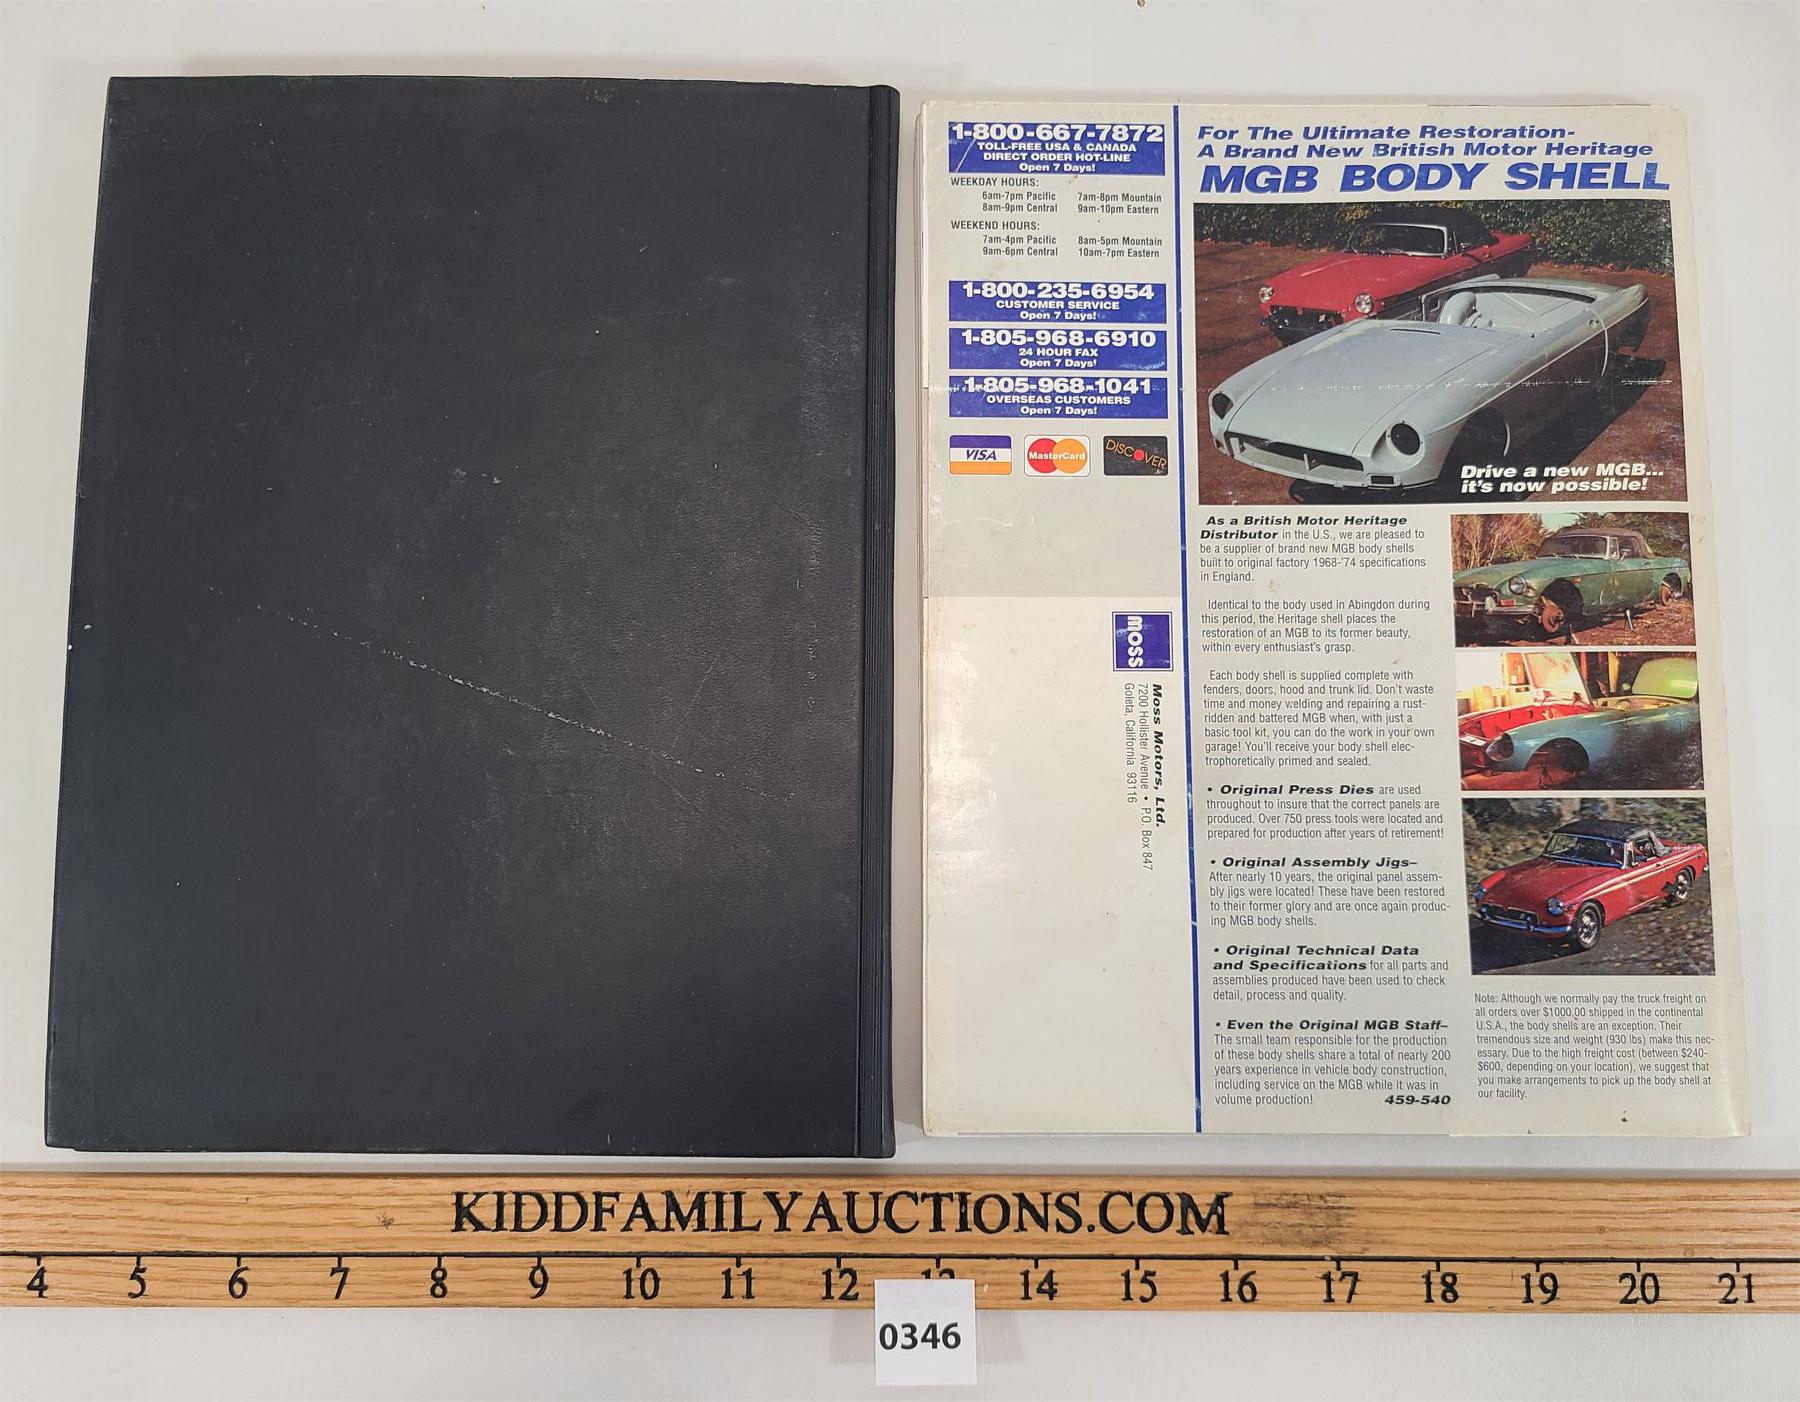 1-800-667-7872
TOLL-FREE USA & CANADA
DIRECT ORDER HOT-LINE
Open 7 Days!
WEEKDAY HOURS:
6am-7pm Pacific 7am-8pm Mountain
8am-9pm Central 9am-10pm Eastern
WEEKEND HOURS:
7am-4pm Pacific 8am-5pm Mountain
9am-6pm Central 10am-7pm Eastern
1-800-235-6954
CUSTOMER SERVICE
Open 7 Days!
1-805-968-6910
24 HOUR FAX
Open 7 Days!
1-805-968-1041
OVERSEAS CUSTOMERS
Open 7 Days!
VISA MasterCard DISCOVER
MOSS
Moss Motors, Ltd.
7200 Hollister Avenue • P.O. Box 847
Goleta, California 93116
For The Ultimate Restoration-
A Brand New British Motor Heritage
MGB BODY SHELL
Drive a new MGB...
it's now possible!
As a British Motor Heritage
Distributor in the U.S., we are pleased to
be a supplier of brand new MGB body shells
built to original factory 1968-'74 specifications
in England.
Identical to the body used in Abingdon during
this period, the Heritage shell places the
restoration of an MGB to its former beauty,
within every enthusiast's grasp.
Each body shell is supplied complete with
fenders, doors, hood and trunk lid. Don't waste
time and money welding and repairing a rust-
ridden and battered MGB when, with just a
basic tool kit, you can do the work in your own
garage! You'll receive your body shell elec-
trophoretically primed and sealed.
• Original Press Dies are used
throughout to insure that the correct panels are
produced. Over 750 press tools were located and
prepared for production after years of retirement!
• Original Assembly Jigs–
After nearly 10 years, the original panel assem-
bly jigs were located! These have been restored
to their former glory and are once again produc-
ing MGB body shells.
• Original Technical Data
and Specifications for all parts and
assemblies produced have been used to check
detail, process and quality.
• Even the Original MGB Staff–
The small team responsible for the production
of these body shells share a total of nearly 200
years experience in vehicle body construction,
including service on the MGB while it was in
volume production! 459-540
Note: Although we normally pay the truck freight on
all orders over $1000.00 shipped in the continental
U.S.A., the body shells are an exception. Their
tremendous size and weight (930 lbs) make this nec-
essary. Due to the high freight cost (between $240-
$600, depending on your location), we suggest that
you make arrangements to pick up the body shell at
our facility.
KIDDFAMILYAUCTIONS.COM
4 5 6 7 8 9 10 11 12 13 14 15 16 17 18 19 20 21
0346